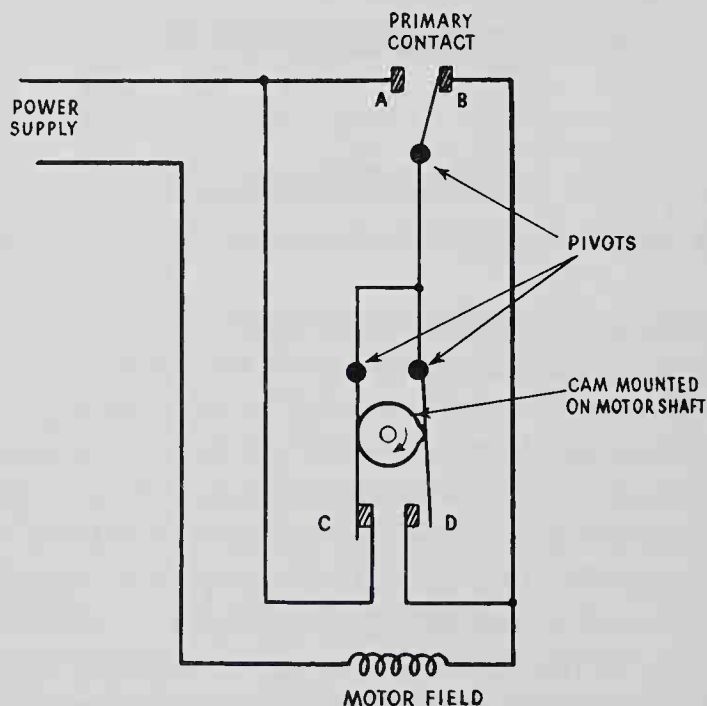 PRIMARY
CONTACT
A
B
POWER
SUPPLY
PIVOTS
CAM MOUNTED
ON MOTOR SHAFT
C
D
MOTOR FIELD